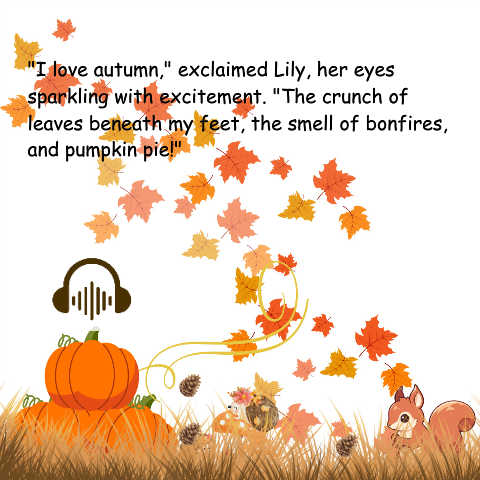 "I love autumn," exclaimed Lily, her eyes
sparkling with excitement. "The crunch of
leaves beneath my feet, the smell of bonfires,
and pumpkin pie!"